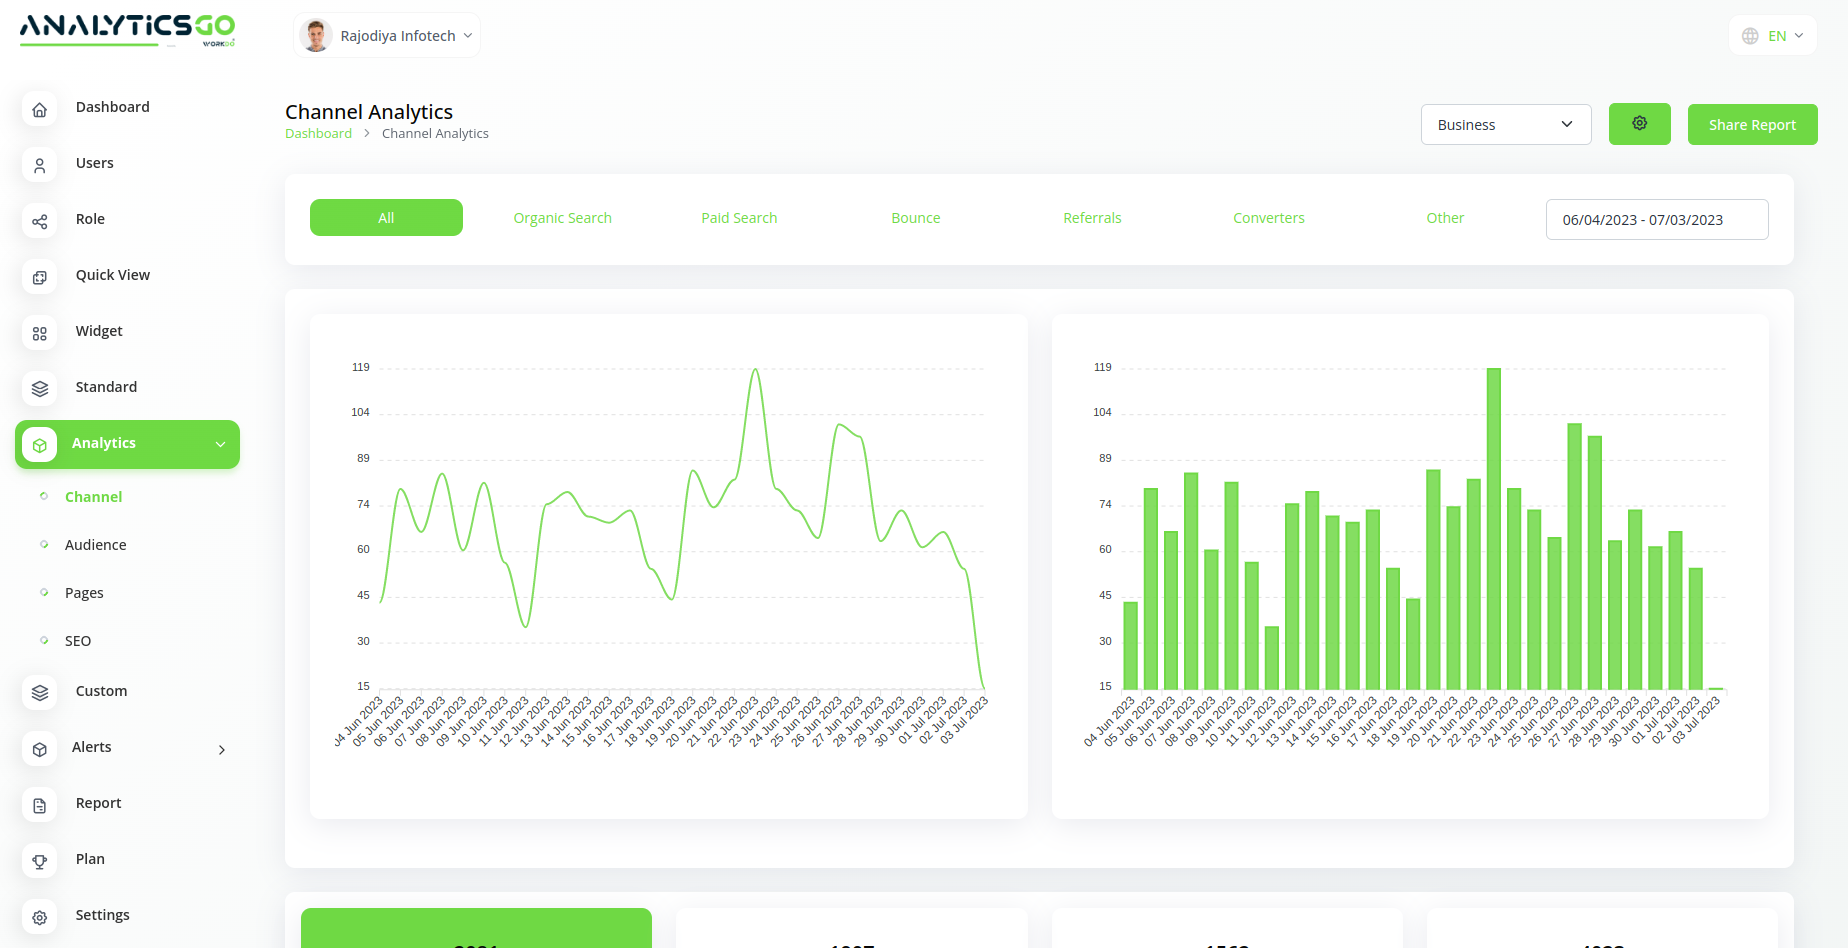 ANALYTiCSGO
WORKDO
Rajodiya Infotech
EN
Dashboard
Users
Role
Quick View
Widget
Standard
Analytics
Channel
Audience
Pages
SEO
Custom
Alerts
Report
Plan
Settings
Channel Analytics
Dashboard > Channel Analytics
Business
Share Report
All
Organic Search
Paid Search
Bounce
Referrals
Converters
Other
06/04/2023 - 07/03/2023
119
104
89
74
60
45
30
15
04 Jun 2023
05 Jun 2023
06 Jun 2023
07 Jun 2023
08 Jun 2023
09 Jun 2023
10 Jun 2023
11 Jun 2023
12 Jun 2023
13 Jun 2023
14 Jun 2023
15 Jun 2023
16 Jun 2023
17 Jun 2023
18 Jun 2023
19 Jun 2023
20 Jun 2023
21 Jun 2023
22 Jun 2023
23 Jun 2023
24 Jun 2023
25 Jun 2023
26 Jun 2023
27 Jun 2023
28 Jun 2023
29 Jun 2023
30 Jun 2023
01 Jul 2023
02 Jul 2023
03 Jul 2023
119
104
89
74
60
45
30
15
04 Jun 2023
05 Jun 2023
06 Jun 2023
07 Jun 2023
08 Jun 2023
09 Jun 2023
10 Jun 2023
11 Jun 2023
12 Jun 2023
13 Jun 2023
14 Jun 2023
15 Jun 2023
16 Jun 2023
17 Jun 2023
18 Jun 2023
19 Jun 2023
20 Jun 2023
21 Jun 2023
22 Jun 2023
23 Jun 2023
24 Jun 2023
25 Jun 2023
26 Jun 2023
27 Jun 2023
28 Jun 2023
29 Jun 2023
30 Jun 2023
01 Jul 2023
02 Jul 2023
03 Jul 2023